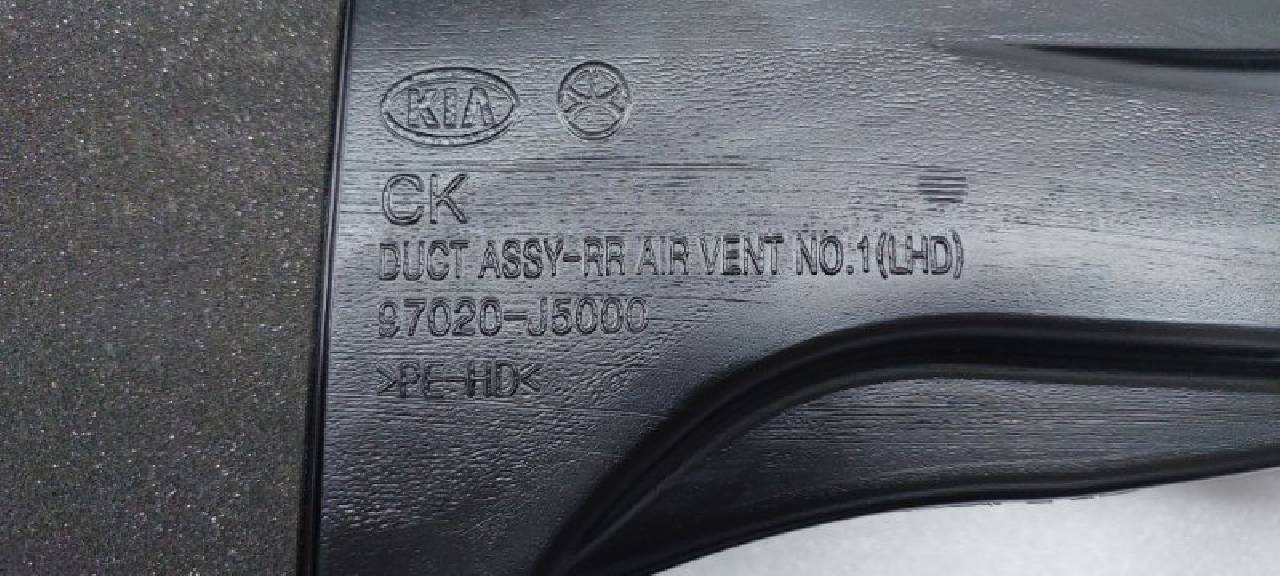 KIA
CK
DUCT ASSY-RR AIR VENT NO.1(LHD)
97020-J5000
>PE-HD<